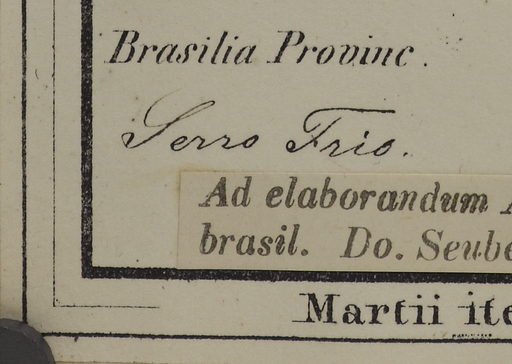 Brasilia Provinc.
Serro Frio.
Ad elaborandum
brasil. Do. Seube
Martii ite